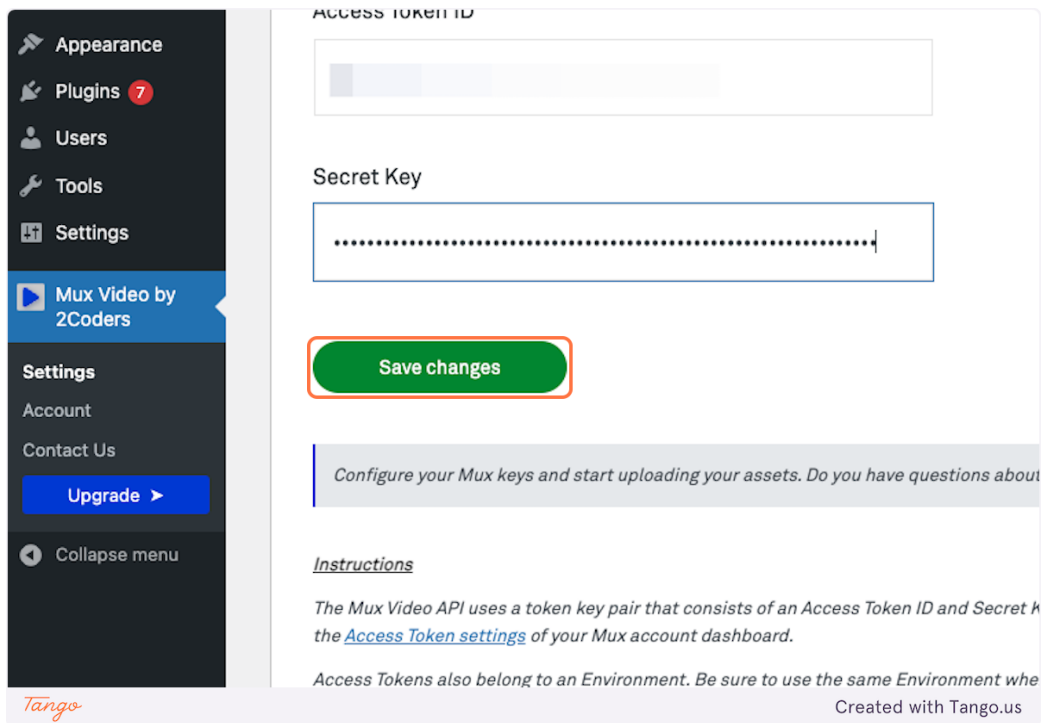 Appearance
Plugins 7
Users
Tools
Settings
Mux Video by
2Coders
Settings
Account
Contact Us
Upgrade ➤
Collapse menu
Access Token ID
Secret Key
Save changes
Configure your Mux keys and start uploading your assets. Do you have questions about
Instructions
The Mux Video API uses a token key pair that consists of an Access Token ID and Secret K
the Access Token settings of your Mux account dashboard.
Access Tokens also belong to an Environment. Be sure to use the same Environment whe
Tango
Created with Tango.us